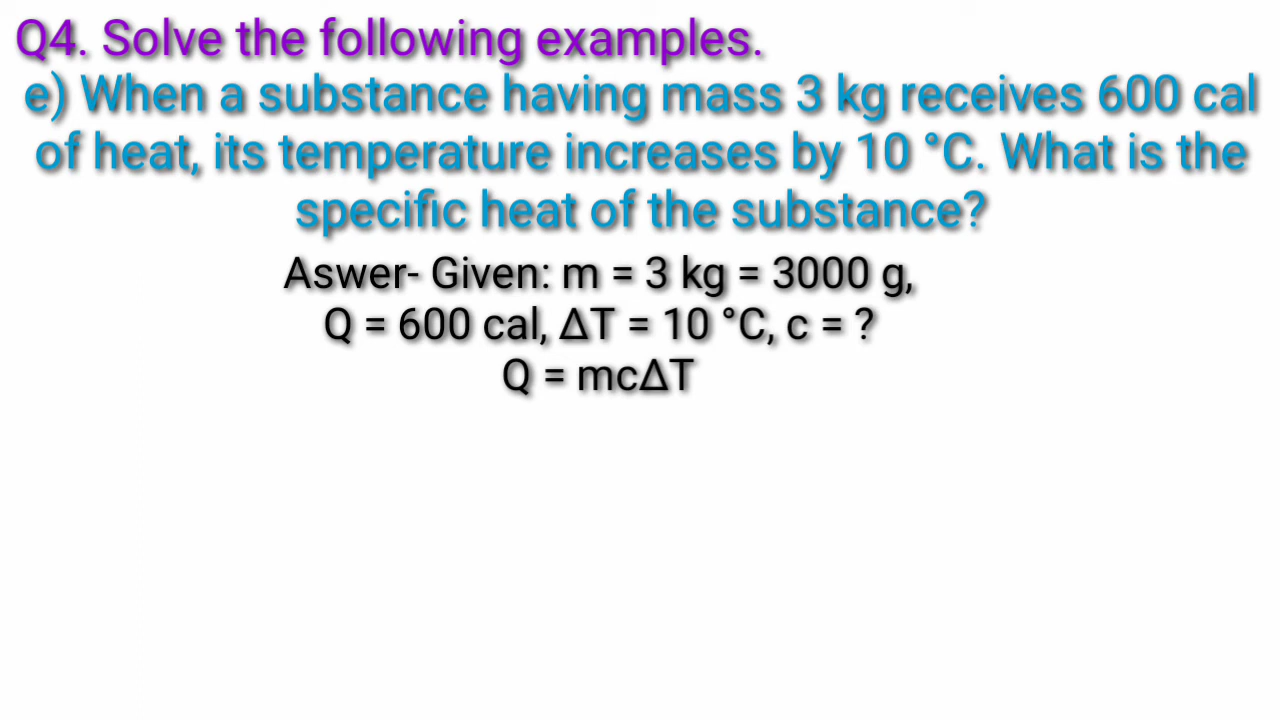 Q4. Solve the following examples.
e) When a substance having mass 3 kg receives 600 cal
of heat, its temperature increases by 10 °C. What is the
specific heat of the substance?
Aswer- Given: m = 3 kg = 3000 g,
Q = 600 cal, ΔT = 10 °C, c = ?
Q = mcΔT